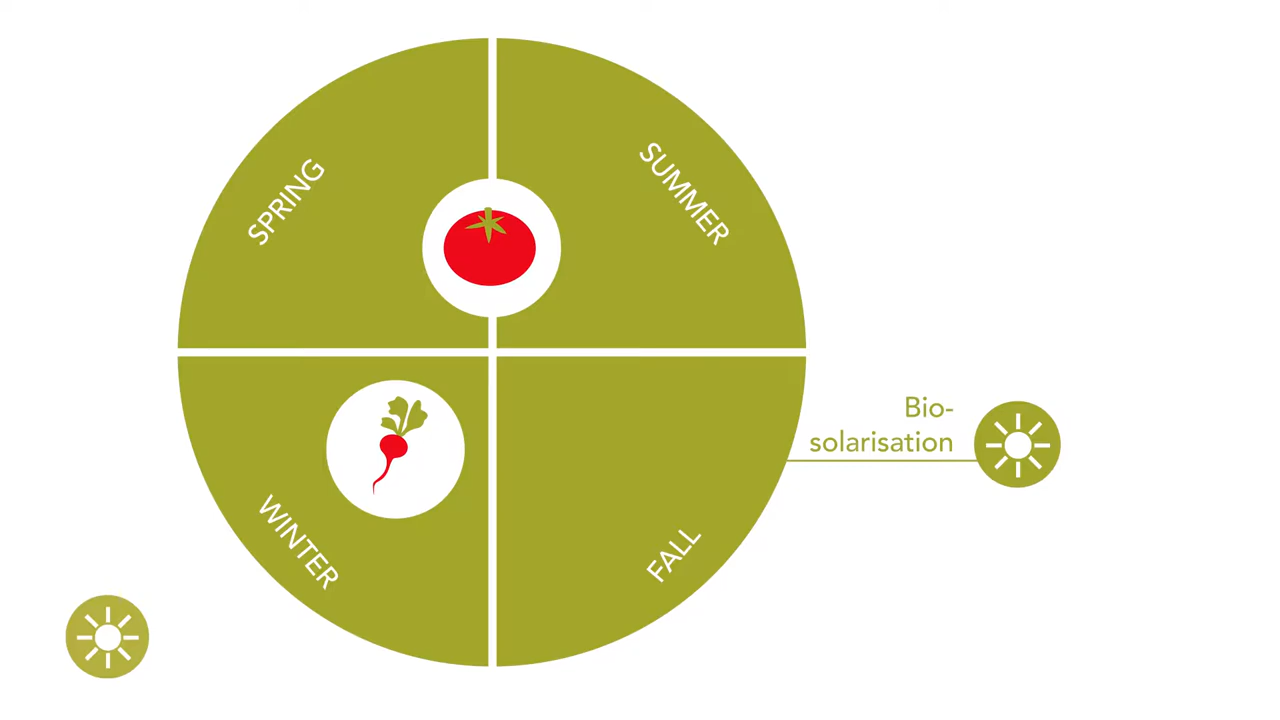 SPRING
SUMMER
Bio-
solarisation
WINTER
FALL